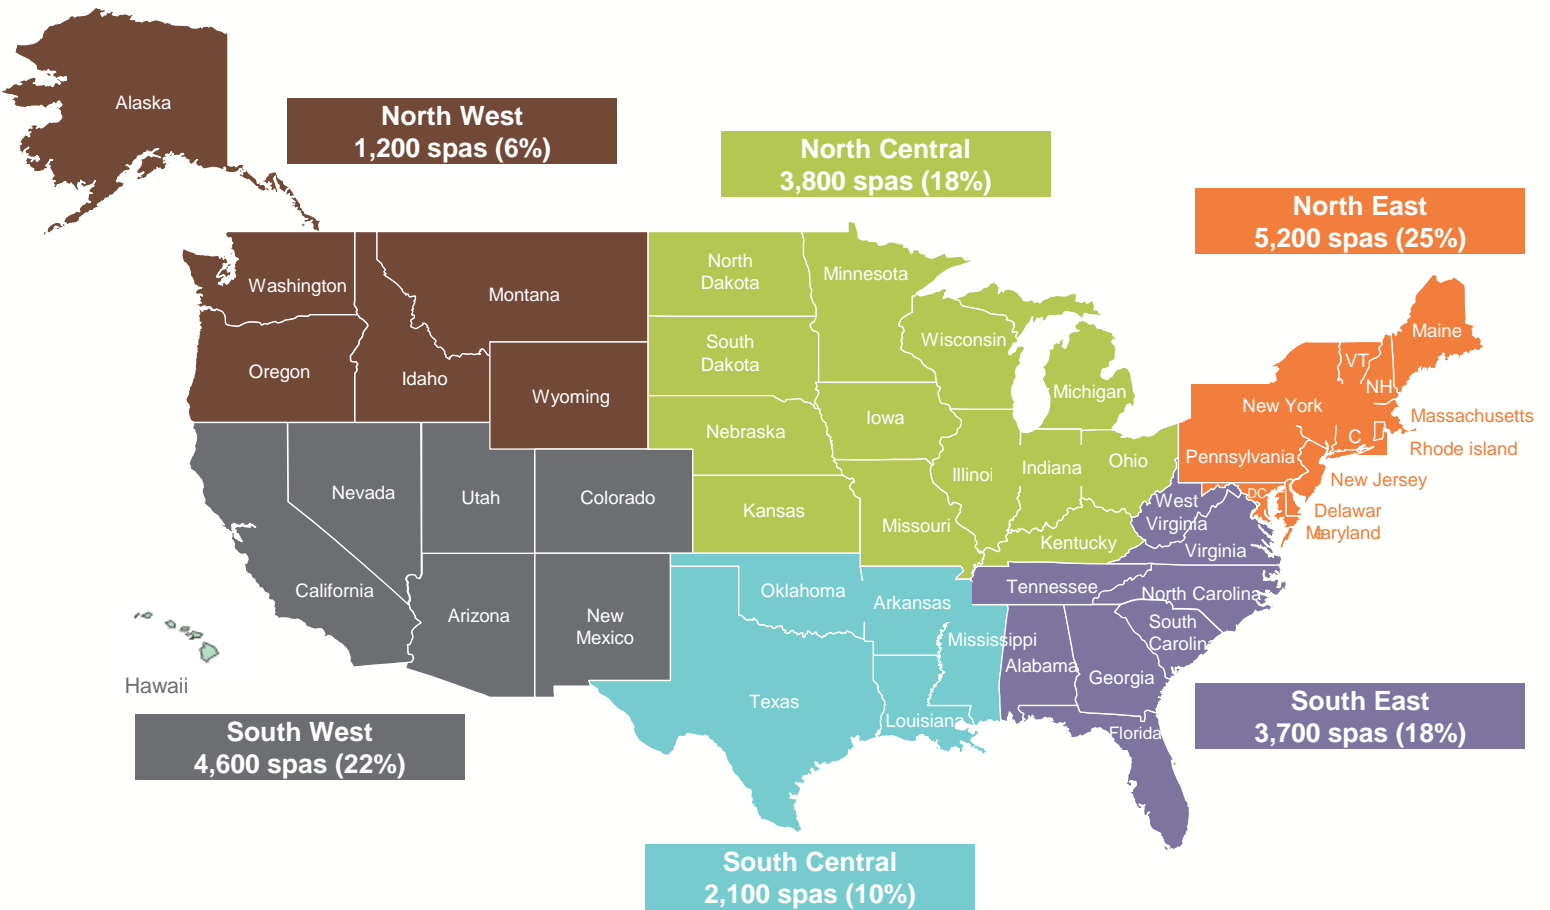 Alaska
North West
1,200 spas (6%)
North Central
3,800 spas (18%)
North East
5,200 spas (25%)
Washington
Montana
North
Dakota
Minnesota
Oregon
Idaho
Wyoming
South
Dakota
Wisconsin
Michigan
Maine
VT
NH
New York
Massachusetts
C
Rhode island
Nebraska
Iowa
Illinoi
Indiana
Ohio
Pennsylvania
New Jersey
DC
Delawar
e
Maryland
Nevada
Utah
Colorado
Kansas
Missouri
Kentucky
West
Virginia
Virginia
California
Arizona
New
Mexico
Oklahoma
Arkansas
Tennessee
North Carolina
South
Carolina
Mississippi
Alabama
Georgia
Texas
Louisiana
Florida
Hawaii
South West
4,600 spas (22%)
South East
3,700 spas (18%)
South Central
2,100 spas (10%)